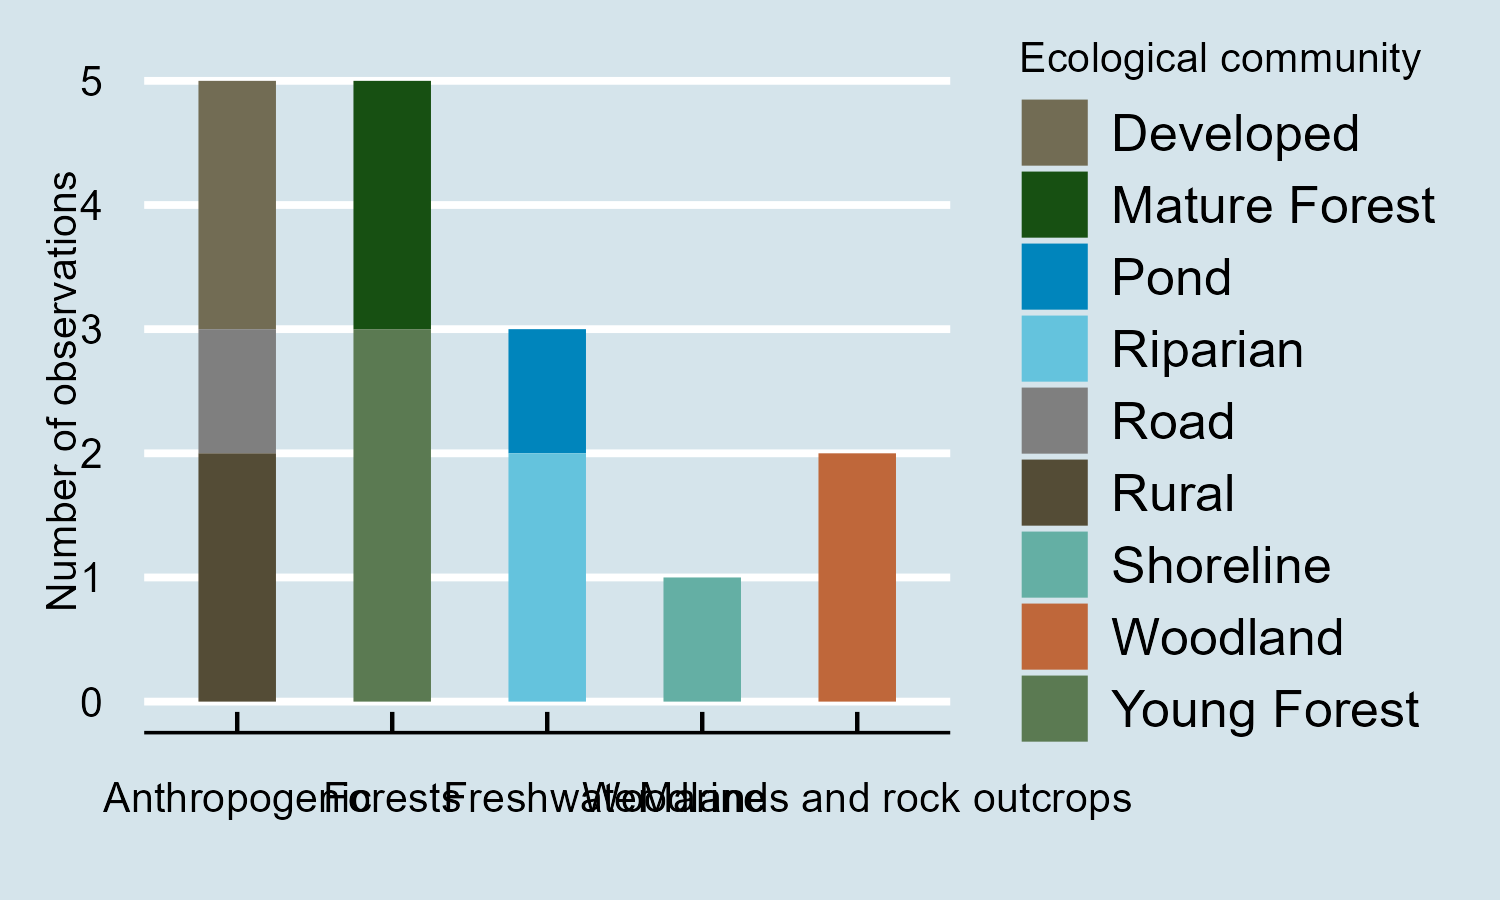 Number of observations
5
4
3
2
1
0
Anthropogenic
Forests
Freshwater
Marine
Woodlands and rock outcrops
Ecological community
Developed
Mature Forest
Pond
Riparian
Road
Rural
Shoreline
Woodland
Young Forest